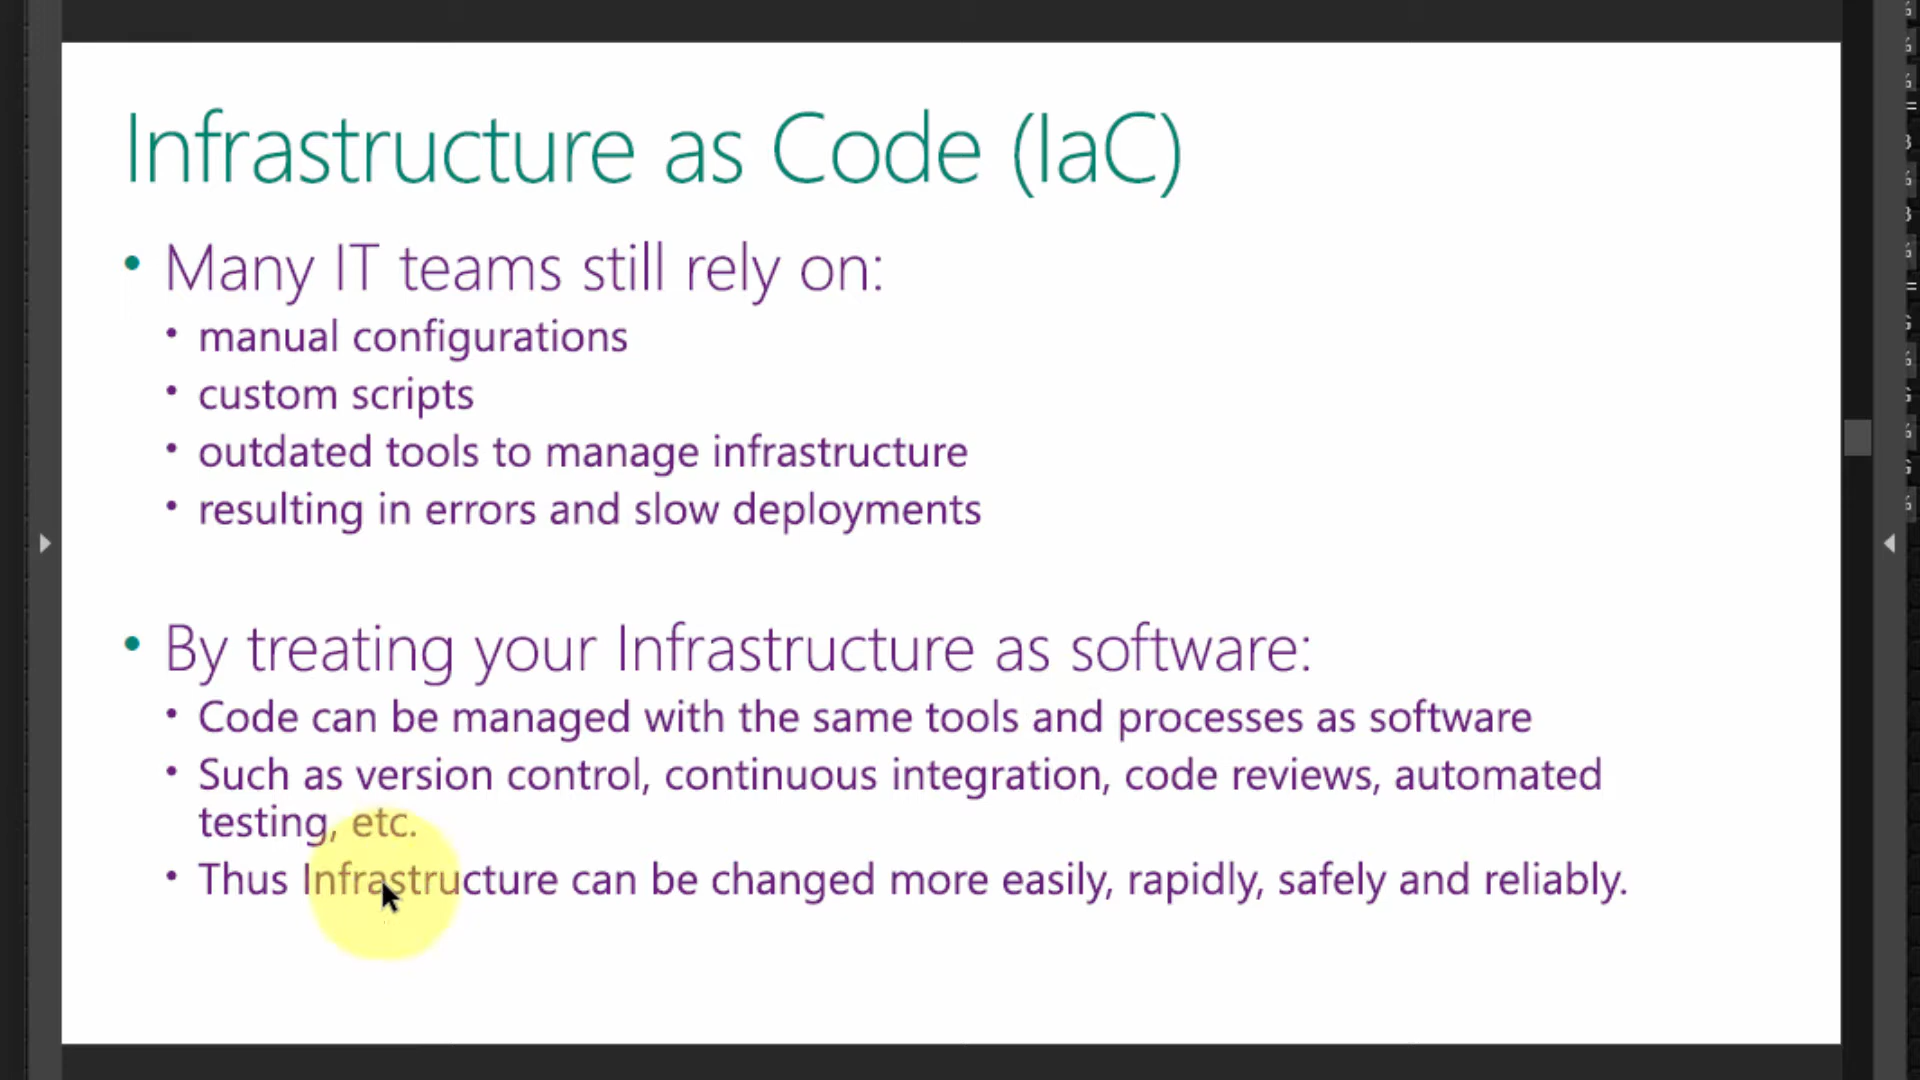 Infrastructure as Code (IaC)
• Many IT teams still rely on:
• manual configurations
• custom scripts
• outdated tools to manage infrastructure
• resulting in errors and slow deployments
• By treating your Infrastructure as software:
• Code can be managed with the same tools and processes as software
• Such as version control, continuous integration, code reviews, automated
testing, etc.
• Thus Infrastructure can be changed more easily, rapidly, safely and reliably.